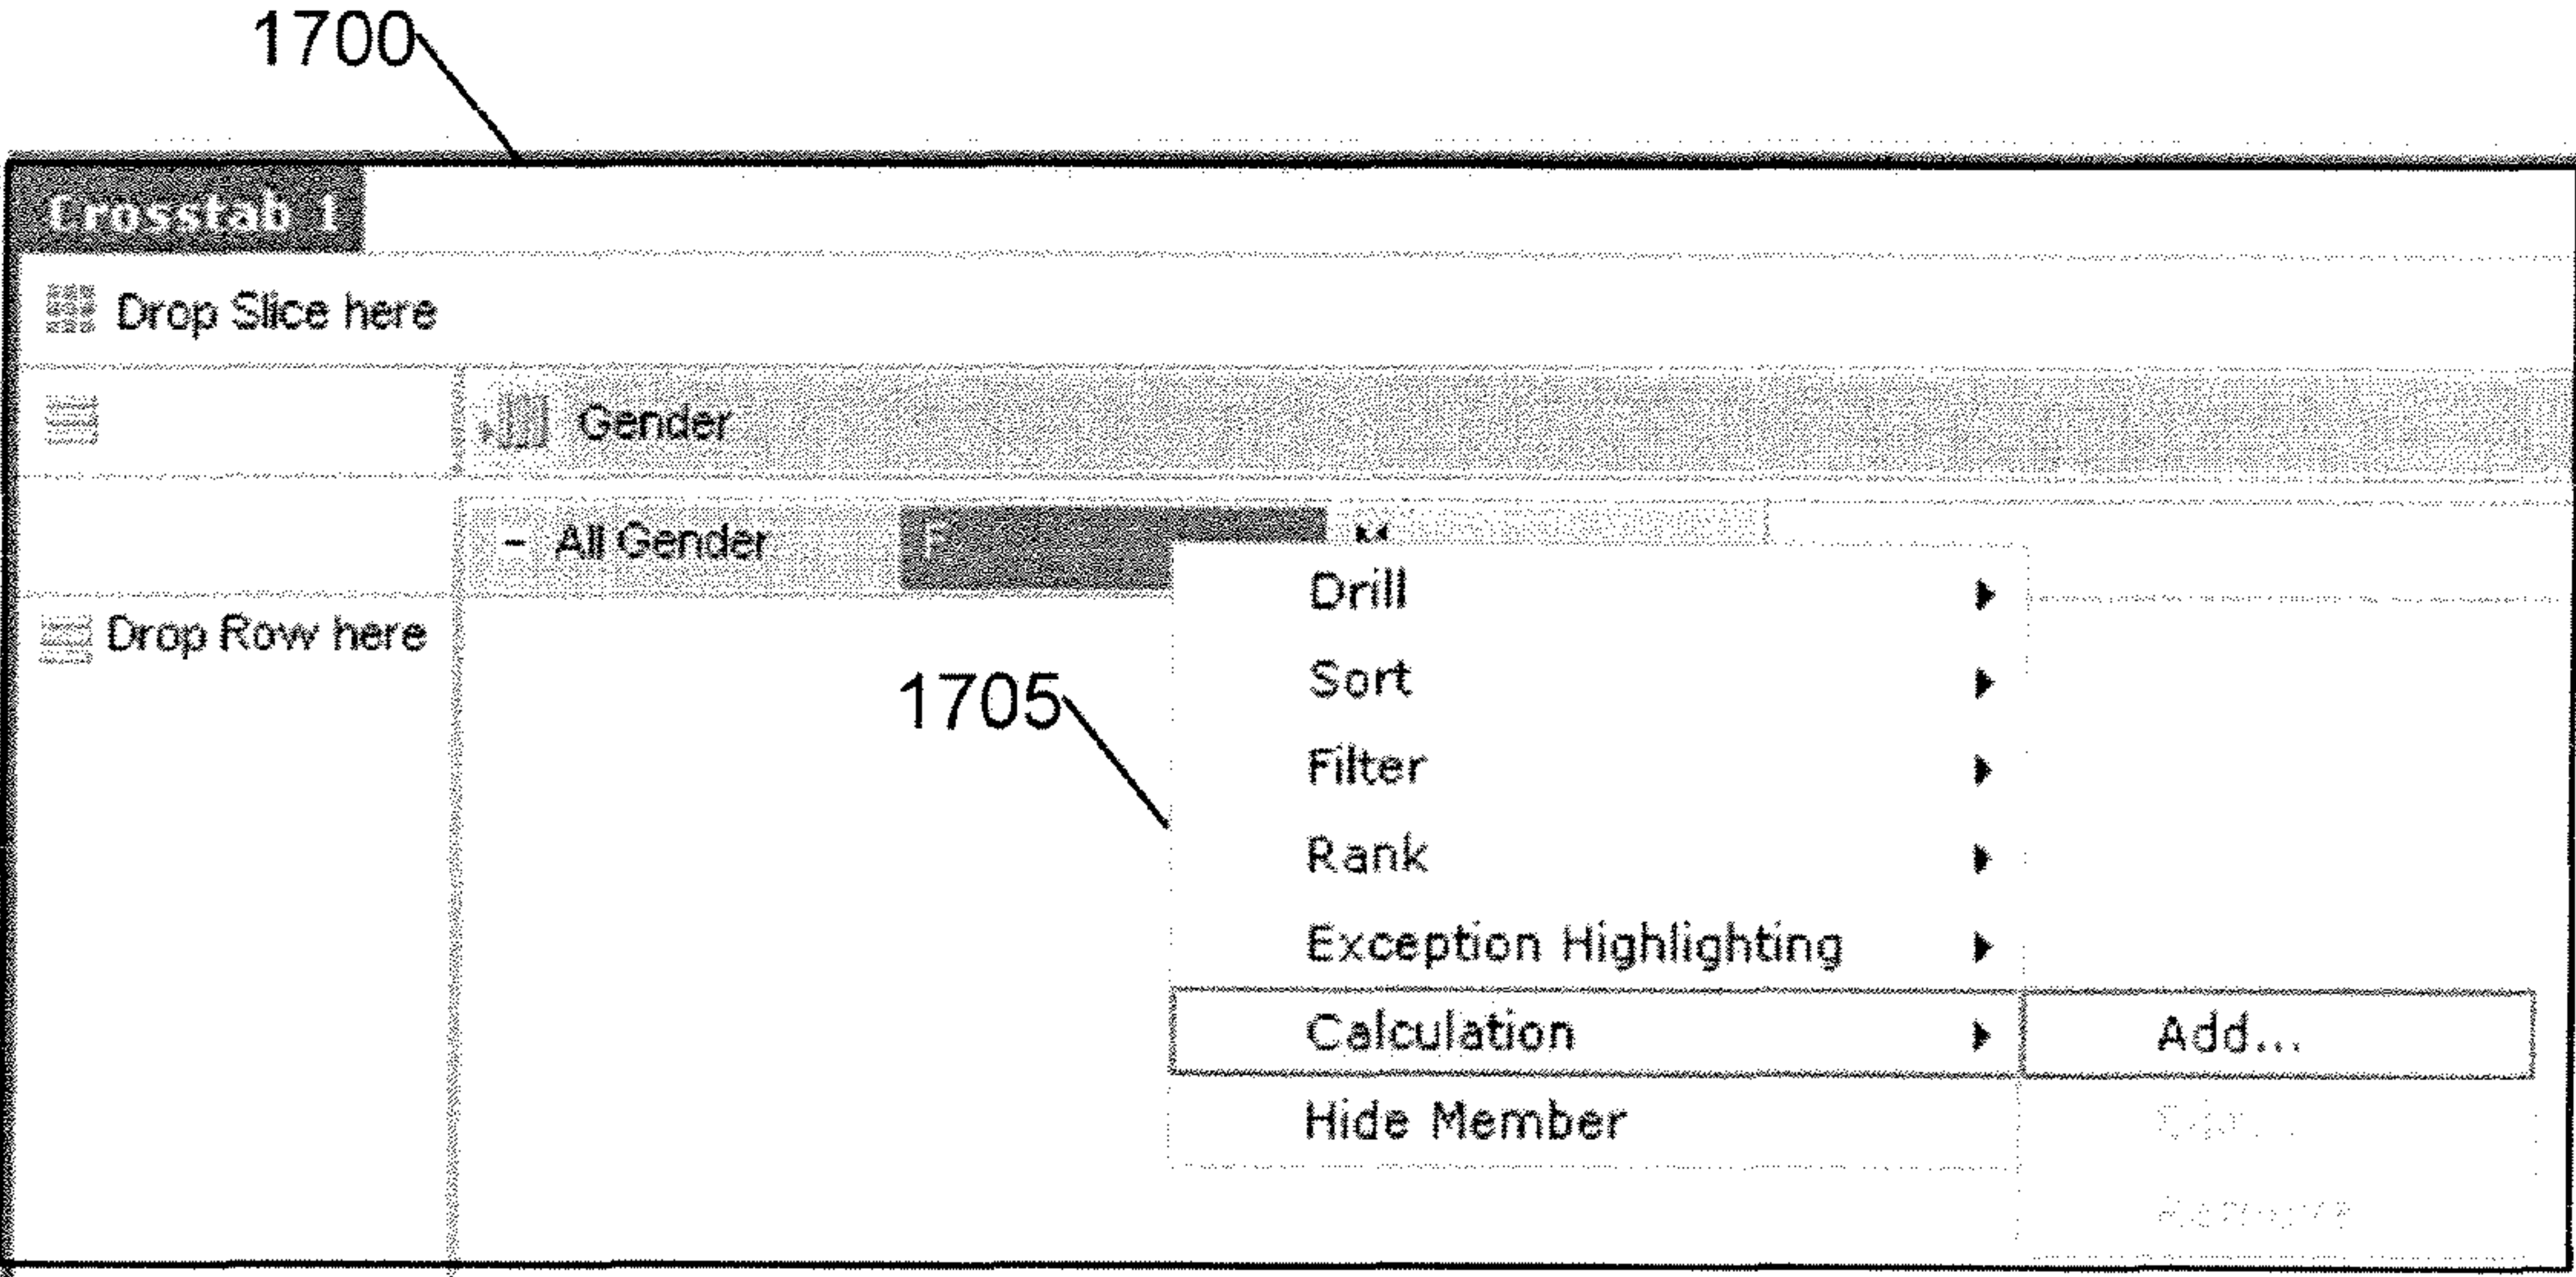 1700
Crosstab 1
Drop Slice here
Gender
- All Gender F M
Drop Row here
1705
Drill
Sort
Filter
Rank
Exception Highlighting
Calculation Add...
Hide Member
Remove